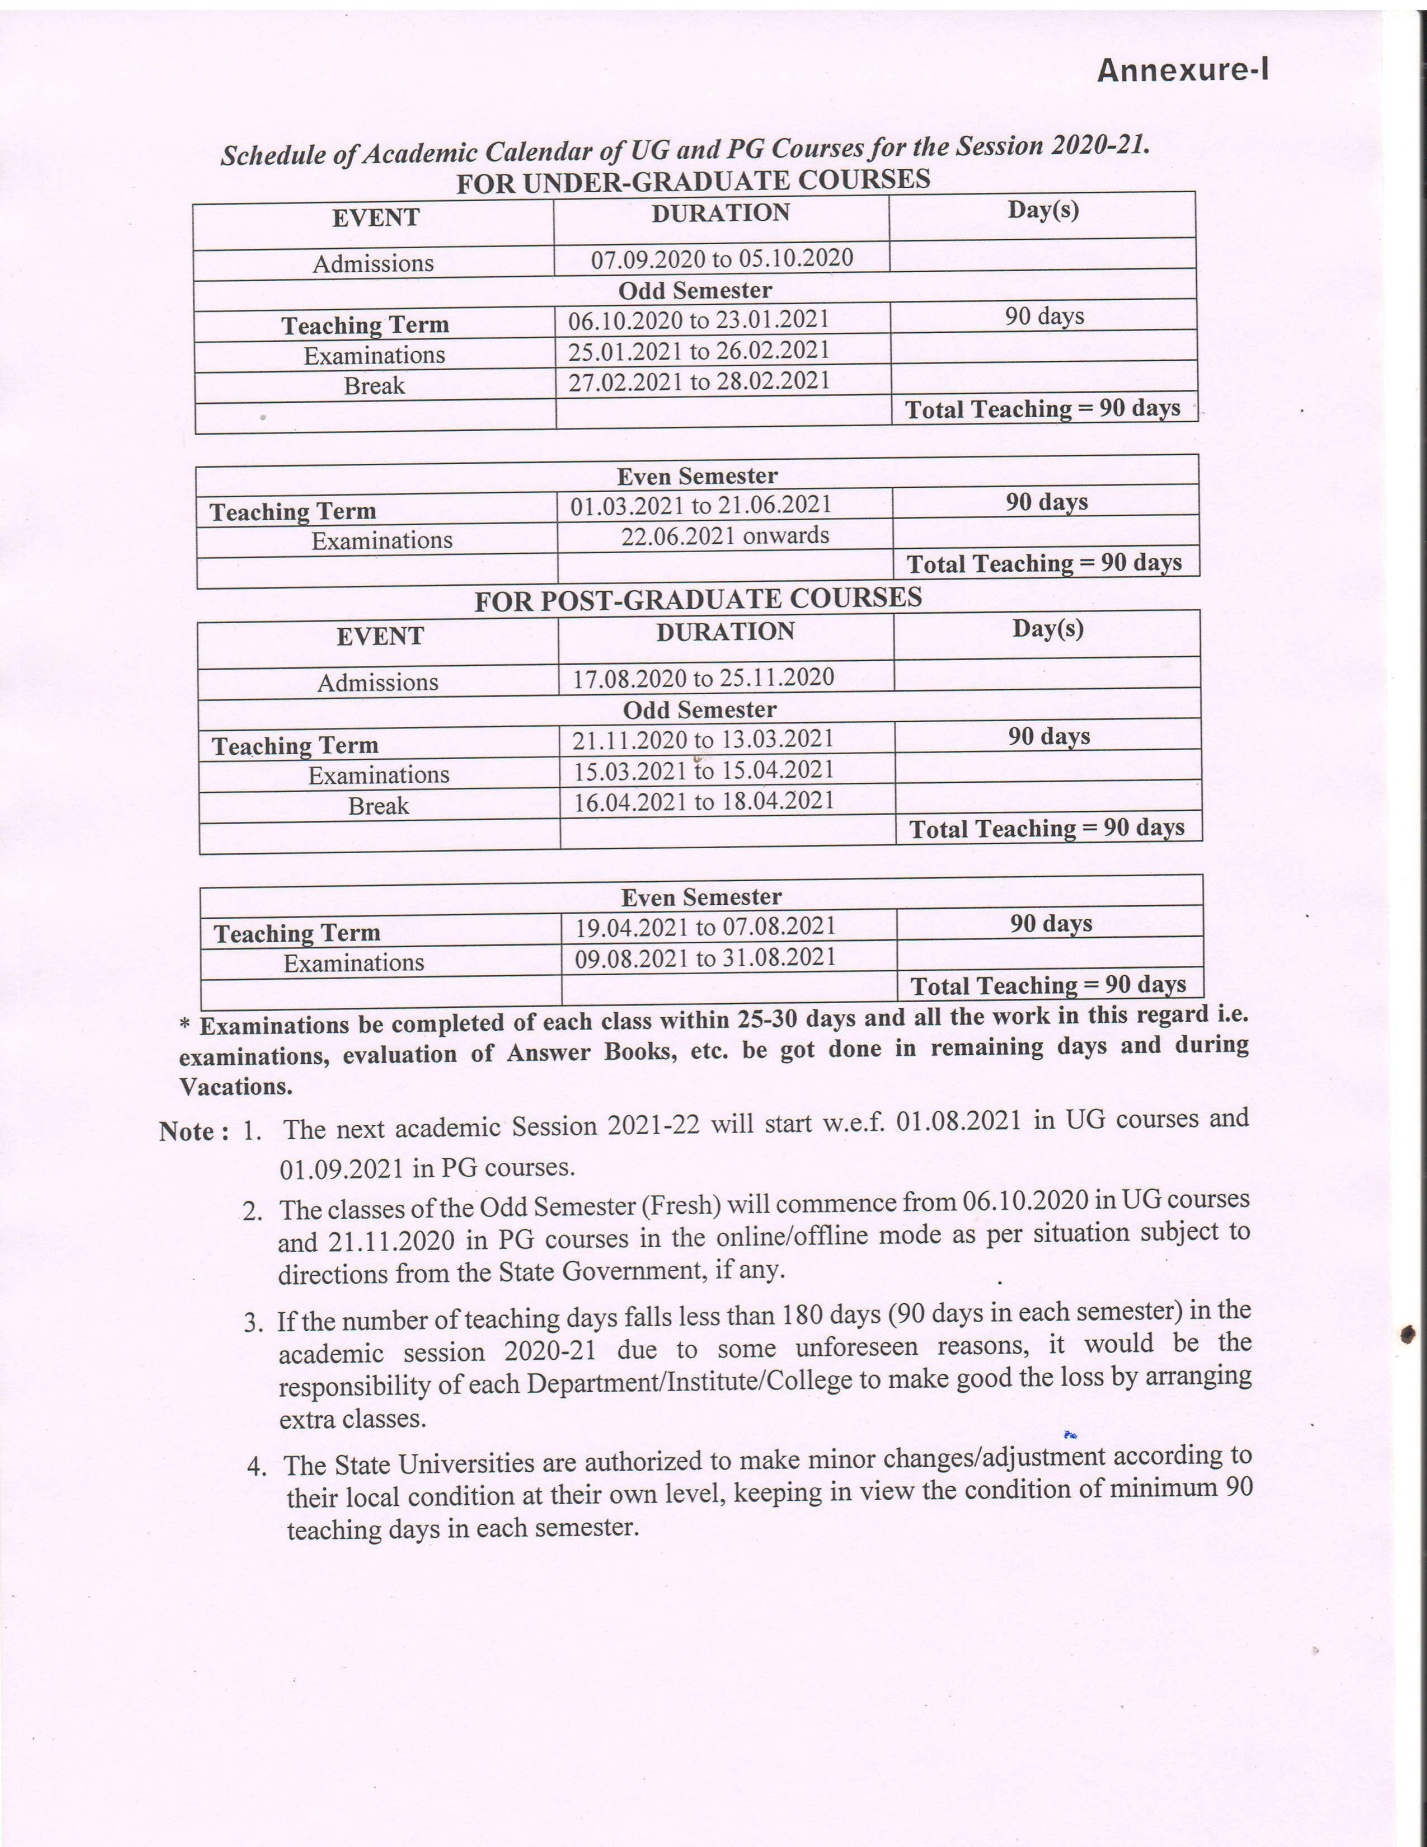 Annexure-I
Schedule of Academic Calendar of UG and PG Courses for the Session 2020-21.
FOR UNDER-GRADUATE COURSES
EVENT DURATION Day(s)
Admissions 07.09.2020 to 05.10.2020
Odd Semester
Teaching Term 06.10.2020 to 23.01.2021 90 days
Examinations 25.01.2021 to 26.02.2021
Break 27.02.2021 to 28.02.2021
Total Teaching = 90 days
Even Semester
Teaching Term 01.03.2021 to 21.06.2021 90 days
Examinations 22.06.2021 onwards
Total Teaching = 90 days
FOR POST-GRADUATE COURSES
EVENT DURATION Day(s)
Admissions 17.08.2020 to 25.11.2020
Odd Semester
Teaching Term 21.11.2020 to 13.03.2021 90 days
Examinations 15.03.2021 to 15.04.2021
Break 16.04.2021 to 18.04.2021
Total Teaching = 90 days
Even Semester
Teaching Term 19.04.2021 to 07.08.2021 90 days
Examinations 09.08.2021 to 31.08.2021
Total Teaching = 90 days
* Examinations be completed of each class within 25-30 days and all the work in this regard i.e.
examinations, evaluation of Answer Books, etc. be got done in remaining days and during
Vacations.
Note : 1. The next academic Session 2021-22 will start w.e.f. 01.08.2021 in UG courses and
01.09.2021 in PG courses.
2. The classes of the Odd Semester (Fresh) will commence from 06.10.2020 in UG courses
and 21.11.2020 in PG courses in the online/offline mode as per situation subject to
directions from the State Government, if any.
3. If the number of teaching days falls less than 180 days (90 days in each semester) in the
academic session 2020-21 due to some unforeseen reasons, it would be the
responsibility of each Department/Institute/College to make good the loss by arranging
extra classes.
4. The State Universities are authorized to make minor changes/adjustment according to
their local condition at their own level, keeping in view the condition of minimum 90
teaching days in each semester.